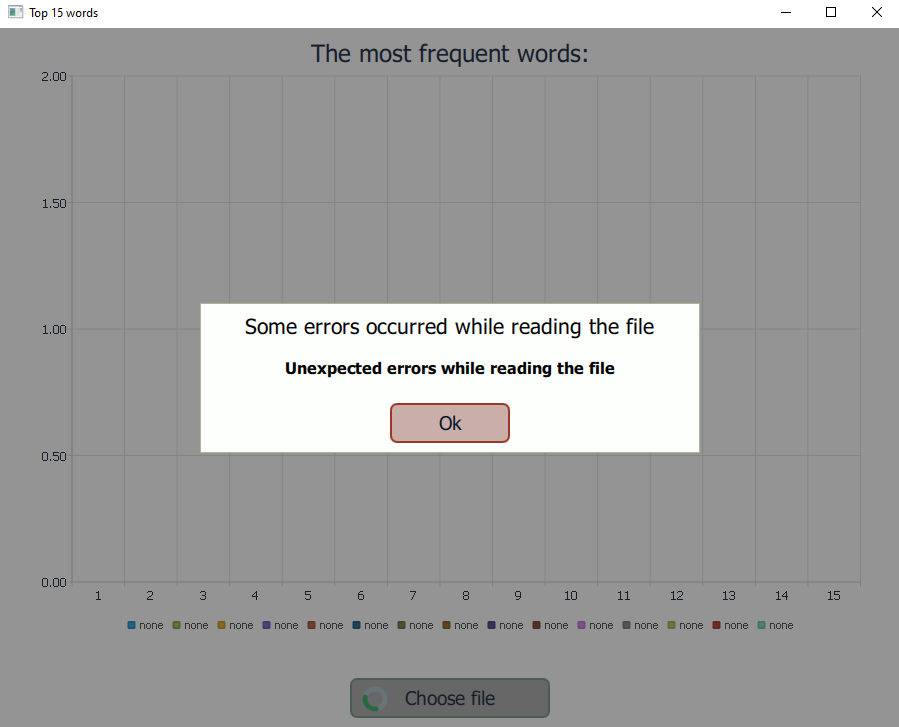 Top 15 words
The most frequent words:
2.00
1.50
1.00
0.50
0.00
Some errors occurred while reading the file
Unexpected errors while reading the file
Ok
1 2 3 4 5 6 7 8 9 10 11 12 13 14 15
none none none none none none none none none none none none none none none
Choose file